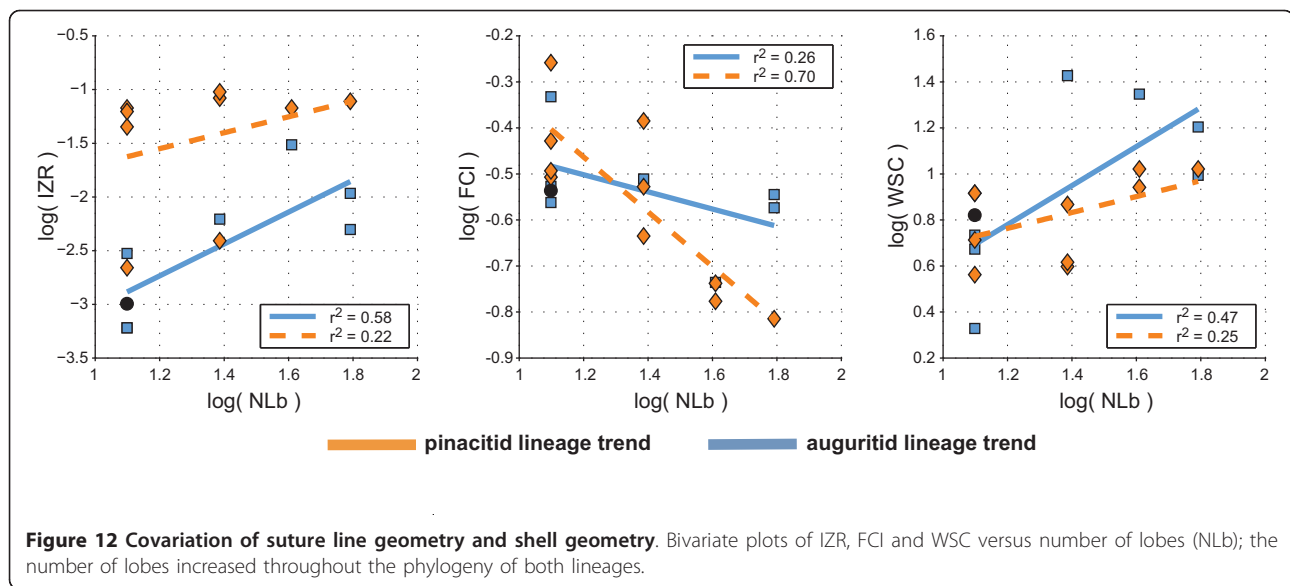 -0.5
-1
-1.5
-2
-2.5
-3
-3.5
log( IZR )
1 1.2 1.4 1.6 1.8 2
log( NLb )
r² = 0.58
r² = 0.22
-0.2
-0.3
-0.4
-0.5
-0.6
-0.7
-0.8
-0.9
log( FCI )
1 1.2 1.4 1.6 1.8 2
log( NLb )
r² = 0.26
r² = 0.70
1.6
1.4
1.2
1
0.8
0.6
0.4
0.2
log( WSC )
1 1.2 1.4 1.6 1.8 2
log( NLb )
r² = 0.47
r² = 0.25
pinacitid lineage trend auguritid lineage trend
Figure 12 Covariation of suture line geometry and shell geometry. Bivariate plots of IZR, FCI and WSC versus number of lobes (NLb); the
number of lobes increased throughout the phylogeny of both lineages.